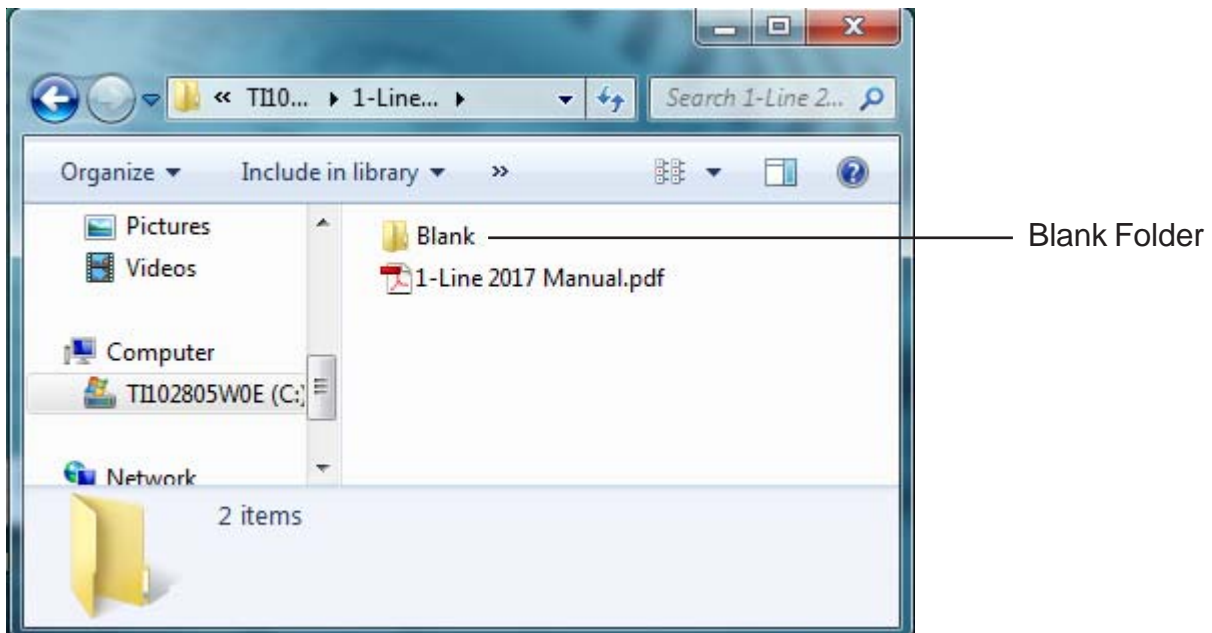 « TI10... ▸ 1-Line... ▸
Search 1-Line 2...
Organize ▾ Include in library ▾ »
Pictures
Videos
Computer
TI102805W0E (C:)
Network
Blank
1-Line 2017 Manual.pdf
Blank Folder
2 items